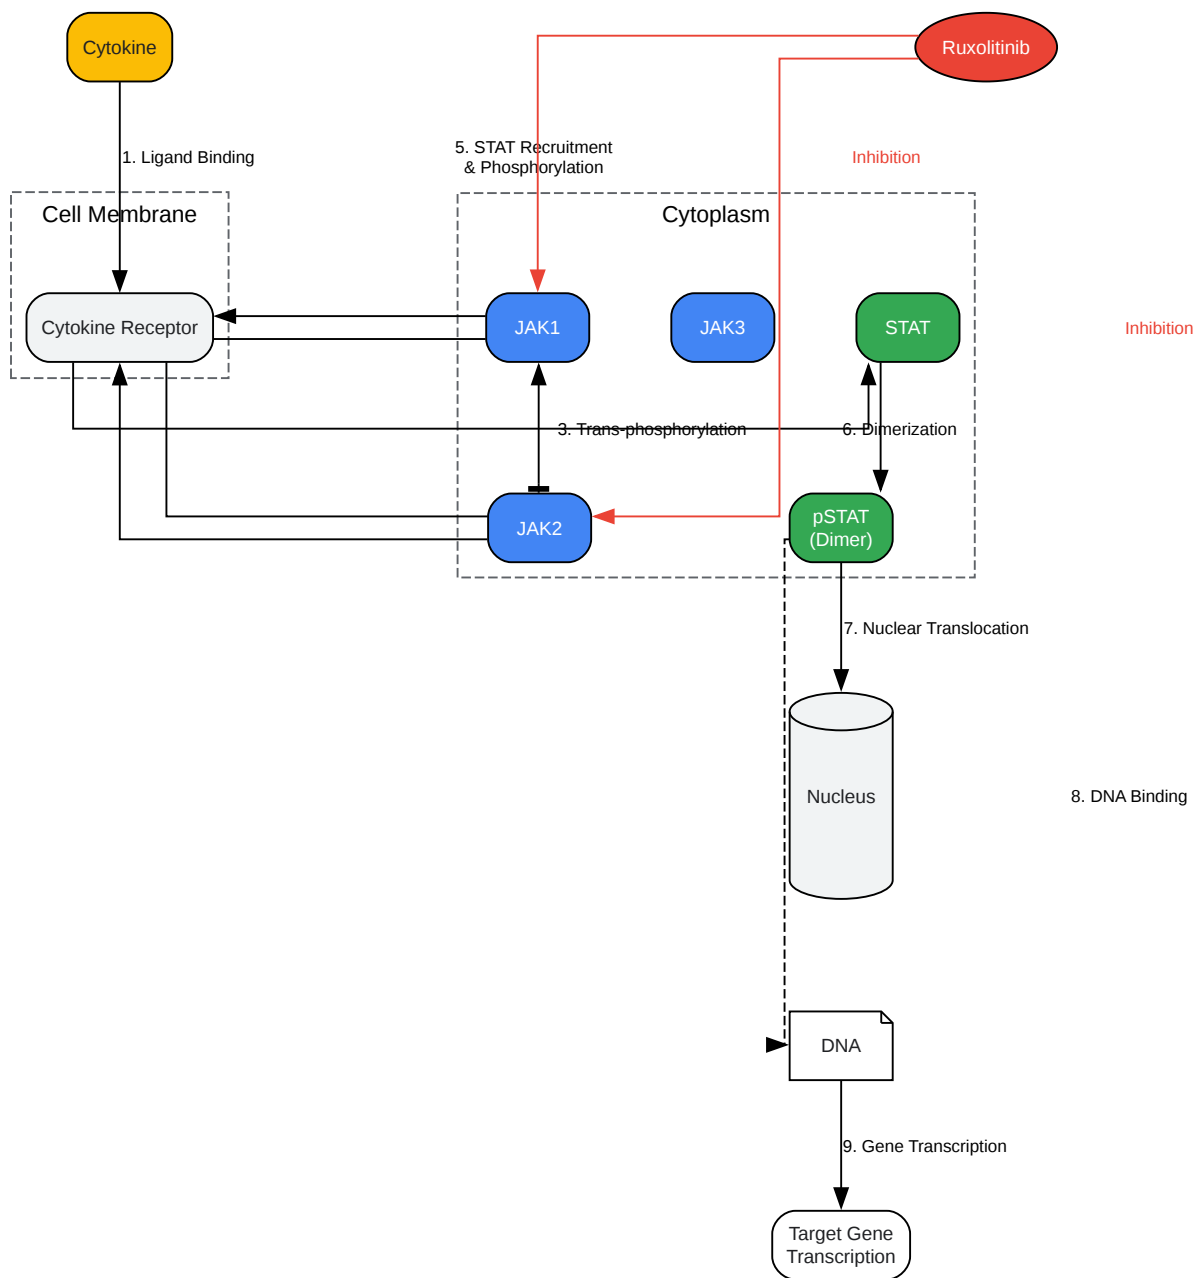 Cytokine
Ruxolitinib
1. Ligand Binding
5. STAT Recruitment
& Phosphorylation
Inhibition
Cell Membrane
Cytoplasm
Cytokine Receptor
JAK1
JAK3
STAT
Inhibition
3. Trans-phosphorylation
6. Dimerization
JAK2
pSTAT
(Dimer)
7. Nuclear Translocation
Nucleus
8. DNA Binding
DNA
9. Gene Transcription
Target Gene
Transcription